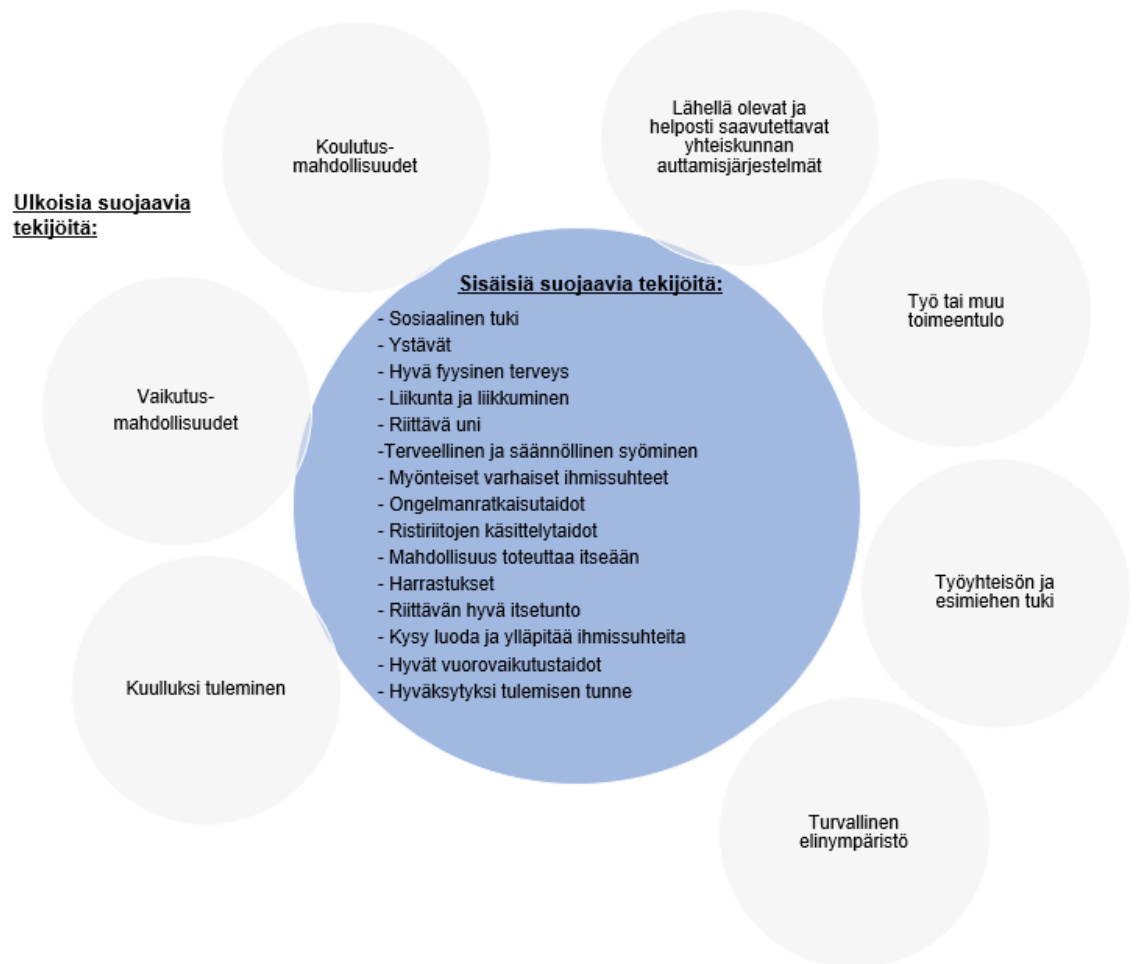 Ulkoisia suojaavia
tekijöitä:
Koulutus-
mahdollisuudet
Lähellä olevat ja
helposti saavutettavat
yhteiskunnan
auttamisjärjestelmät
Työ tai muu
toimeentulo
Työyhteisön ja
esimiehen tuki
Turvallinen
elinympäristö
Vaikutus-
mahdollisuudet
Kuulluksi tuleminen
Sisäisiä suojaavia tekijöitä:
- Sosiaalinen tuki
- Ystävät
- Hyvä fyysinen terveys
- Liikunta ja liikkuminen
- Riittävä uni
-Terveellinen ja säännöllinen syöminen
- Myönteiset varhaiset ihmissuhteet
- Ongelmanratkaisutaidot
- Ristiriitojen käsittelytaidot
- Mahdollisuus toteuttaa itseään
- Harrastukset
- Riittävän hyvä itsetunto
- Kysy luoda ja ylläpitää ihmissuhteita
- Hyvät vuorovaikutustaidot
- Hyväksytyksi tulemisen tunne